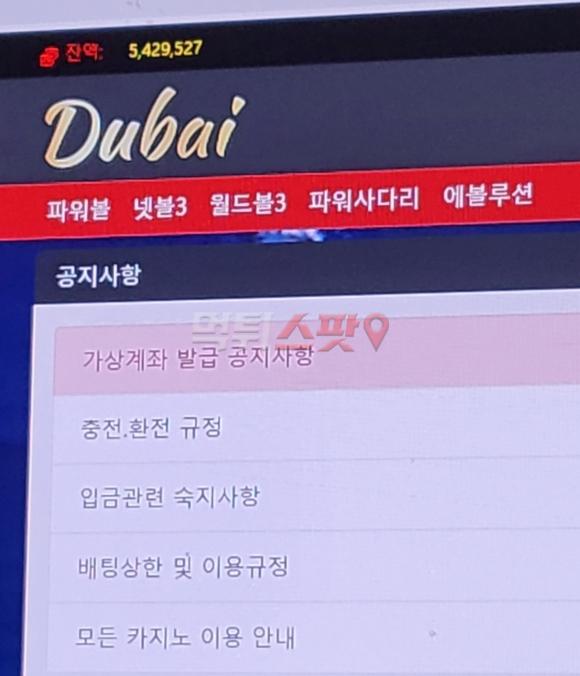 잔액: 5,429,527
Dubai
파워볼 넷볼3 월드볼3 파워사다리 에볼루션
공지사항
먹튀스팟
가상계좌 발급 공지사항
충전.환전 규정
입금관련 숙지사항
배팅상한 및 이용규정
모든 카지노 이용 안내